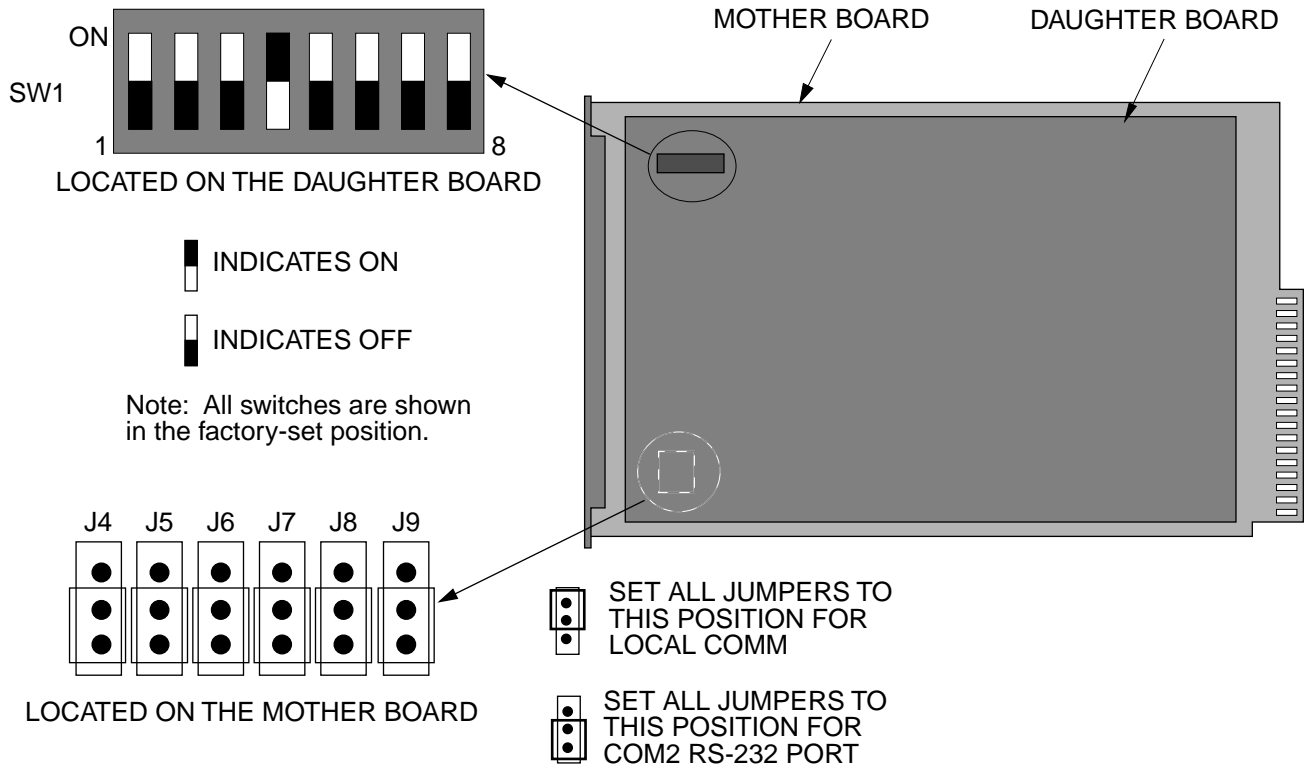 MOTHER BOARD
DAUGHTER BOARD
ON
SW1
1
8
LOCATED ON THE DAUGHTER BOARD
INDICATES ON
INDICATES OFF
Note: All switches are shown
in the factory-set position.
J4 J5 J6 J7 J8 J9
LOCATED ON THE MOTHER BOARD
SET ALL JUMPERS TO
THIS POSITION FOR
LOCAL COMM
SET ALL JUMPERS TO
THIS POSITION FOR
COM2 RS-232 PORT